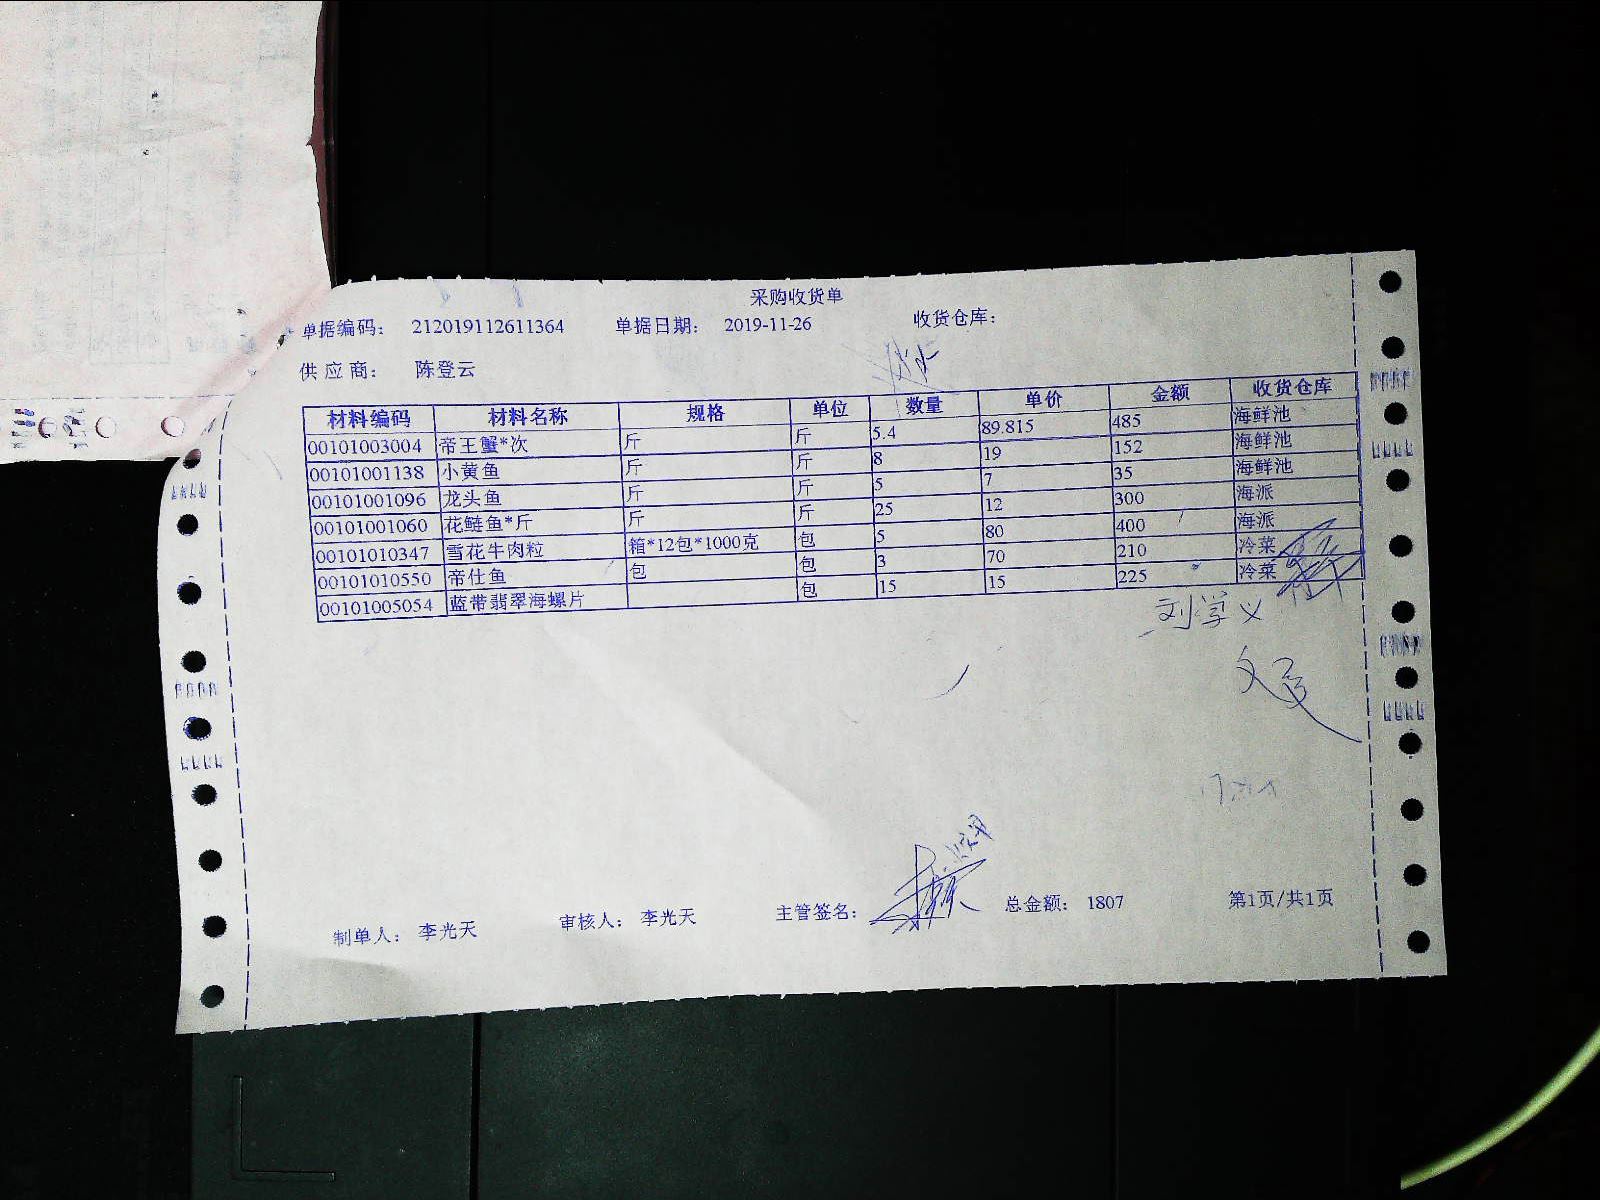 采购收货单
单据编码： 212019112611364 单据日期： 2019-11-26 收货仓库：
供应商： 陈登云
材料编码 材料名称 规格 单位 数量 单价 金额 收货仓库
00101003004 帝王蟹*次 斤 斤 5.4 89.815 485 海鲜池
00101001138 小黄鱼 斤 斤 8 19 152 海鲜池
00101001096 龙头鱼 斤 斤 5 7 35 海鲜池
00101001060 花鲢鱼*斤 斤 斤 25 12 300 海派
00101010347 雪花牛肉粒 箱*12包*1000克 包 5 80 400 海派
00101010550 帝仕鱼 包 包 3 70 210 冷菜
00101005054 蓝带翡翠海螺片 包 15 15 225 冷菜
刘学义
制单人： 李光天 审核人： 李光天 主管签名： 总金额： 1807 第1页/共1页